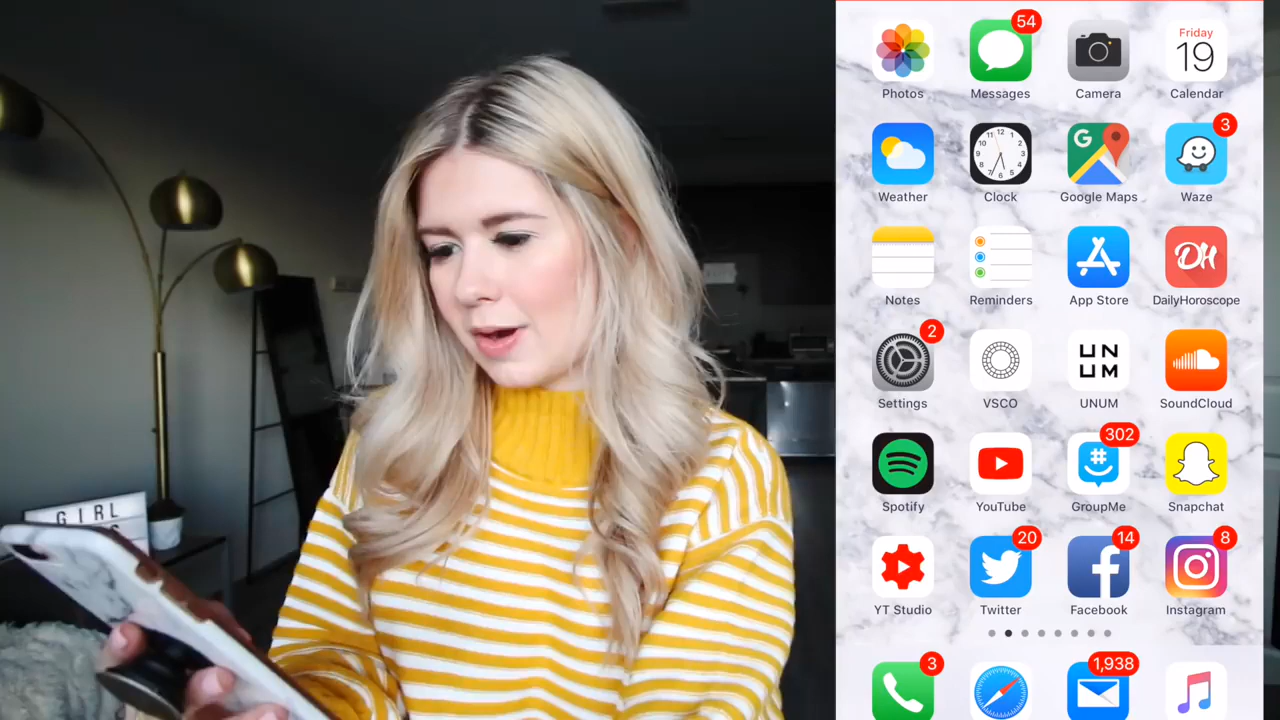 GIRL
54
Friday
19
Photos
Messages
Camera
Calendar
3
12
G
Weather
Clock
Google Maps
Waze
DH
Notes
Reminders
App Store
DailyHoroscope
2
UN
UM
Settings
VSCO
UNUM
SoundCloud
302
#
Spotify
YouTube
GroupMe
Snapchat
20
14
8
f
YT Studio
Twitter
Facebook
Instagram
3
1,938